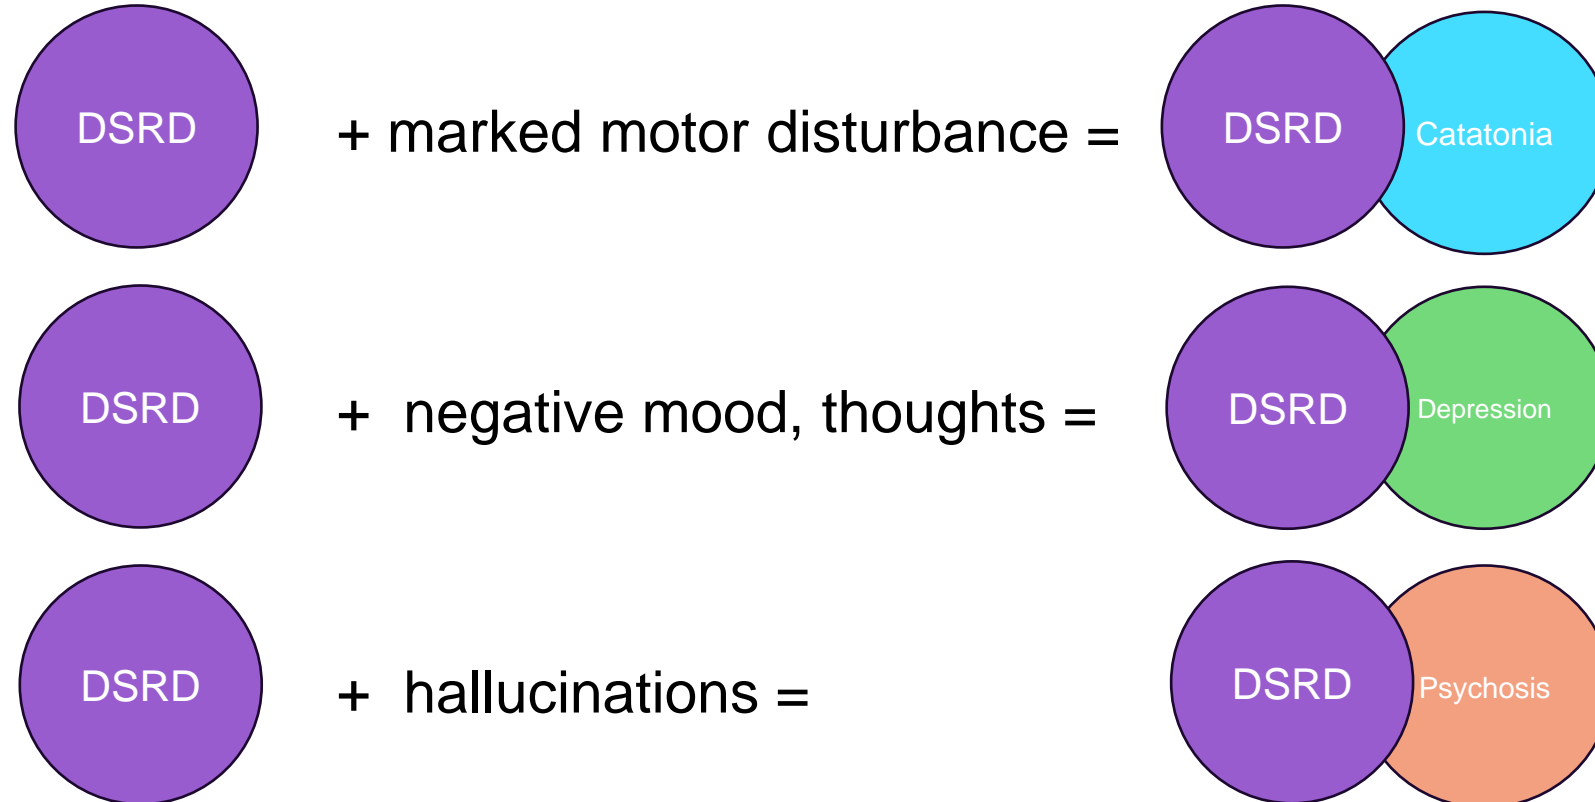 DSRD + marked motor disturbance = DSRD Catatonia
DSRD + negative mood, thoughts = DSRD Depression
DSRD + hallucinations = DSRD Psychosis